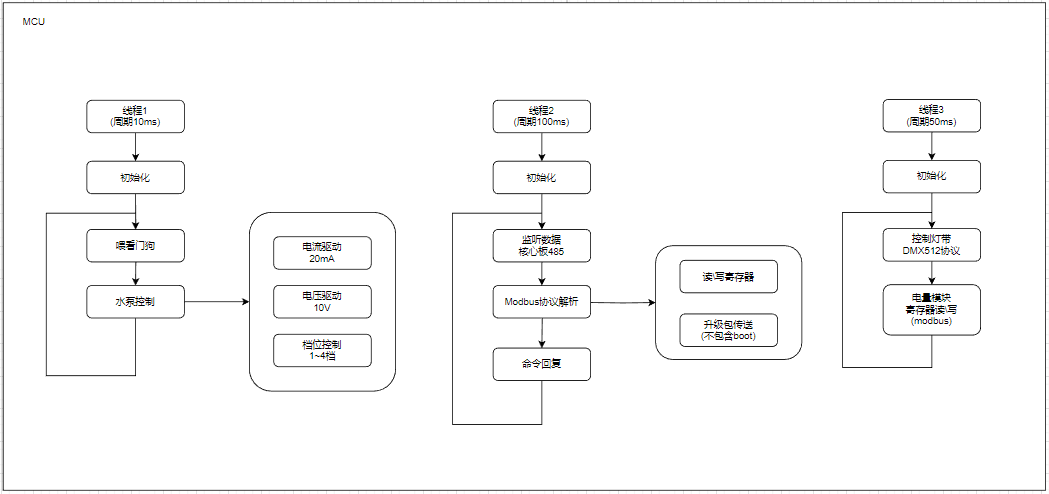 MCU
线程1
(周期10ms)
初始化
喂看门狗
水泵控制
电流驱动
20mA
电压驱动
10V
档位控制
1~4档
线程2
(周期100ms)
初始化
监听数据
核心板485
Modbus协议解析
命令回复
读\写寄存器
升级包传送
(不包含boot)
线程3
(周期50ms)
初始化
控制灯带
DMX512协议
电量模块
寄存器读\写
(modbus)